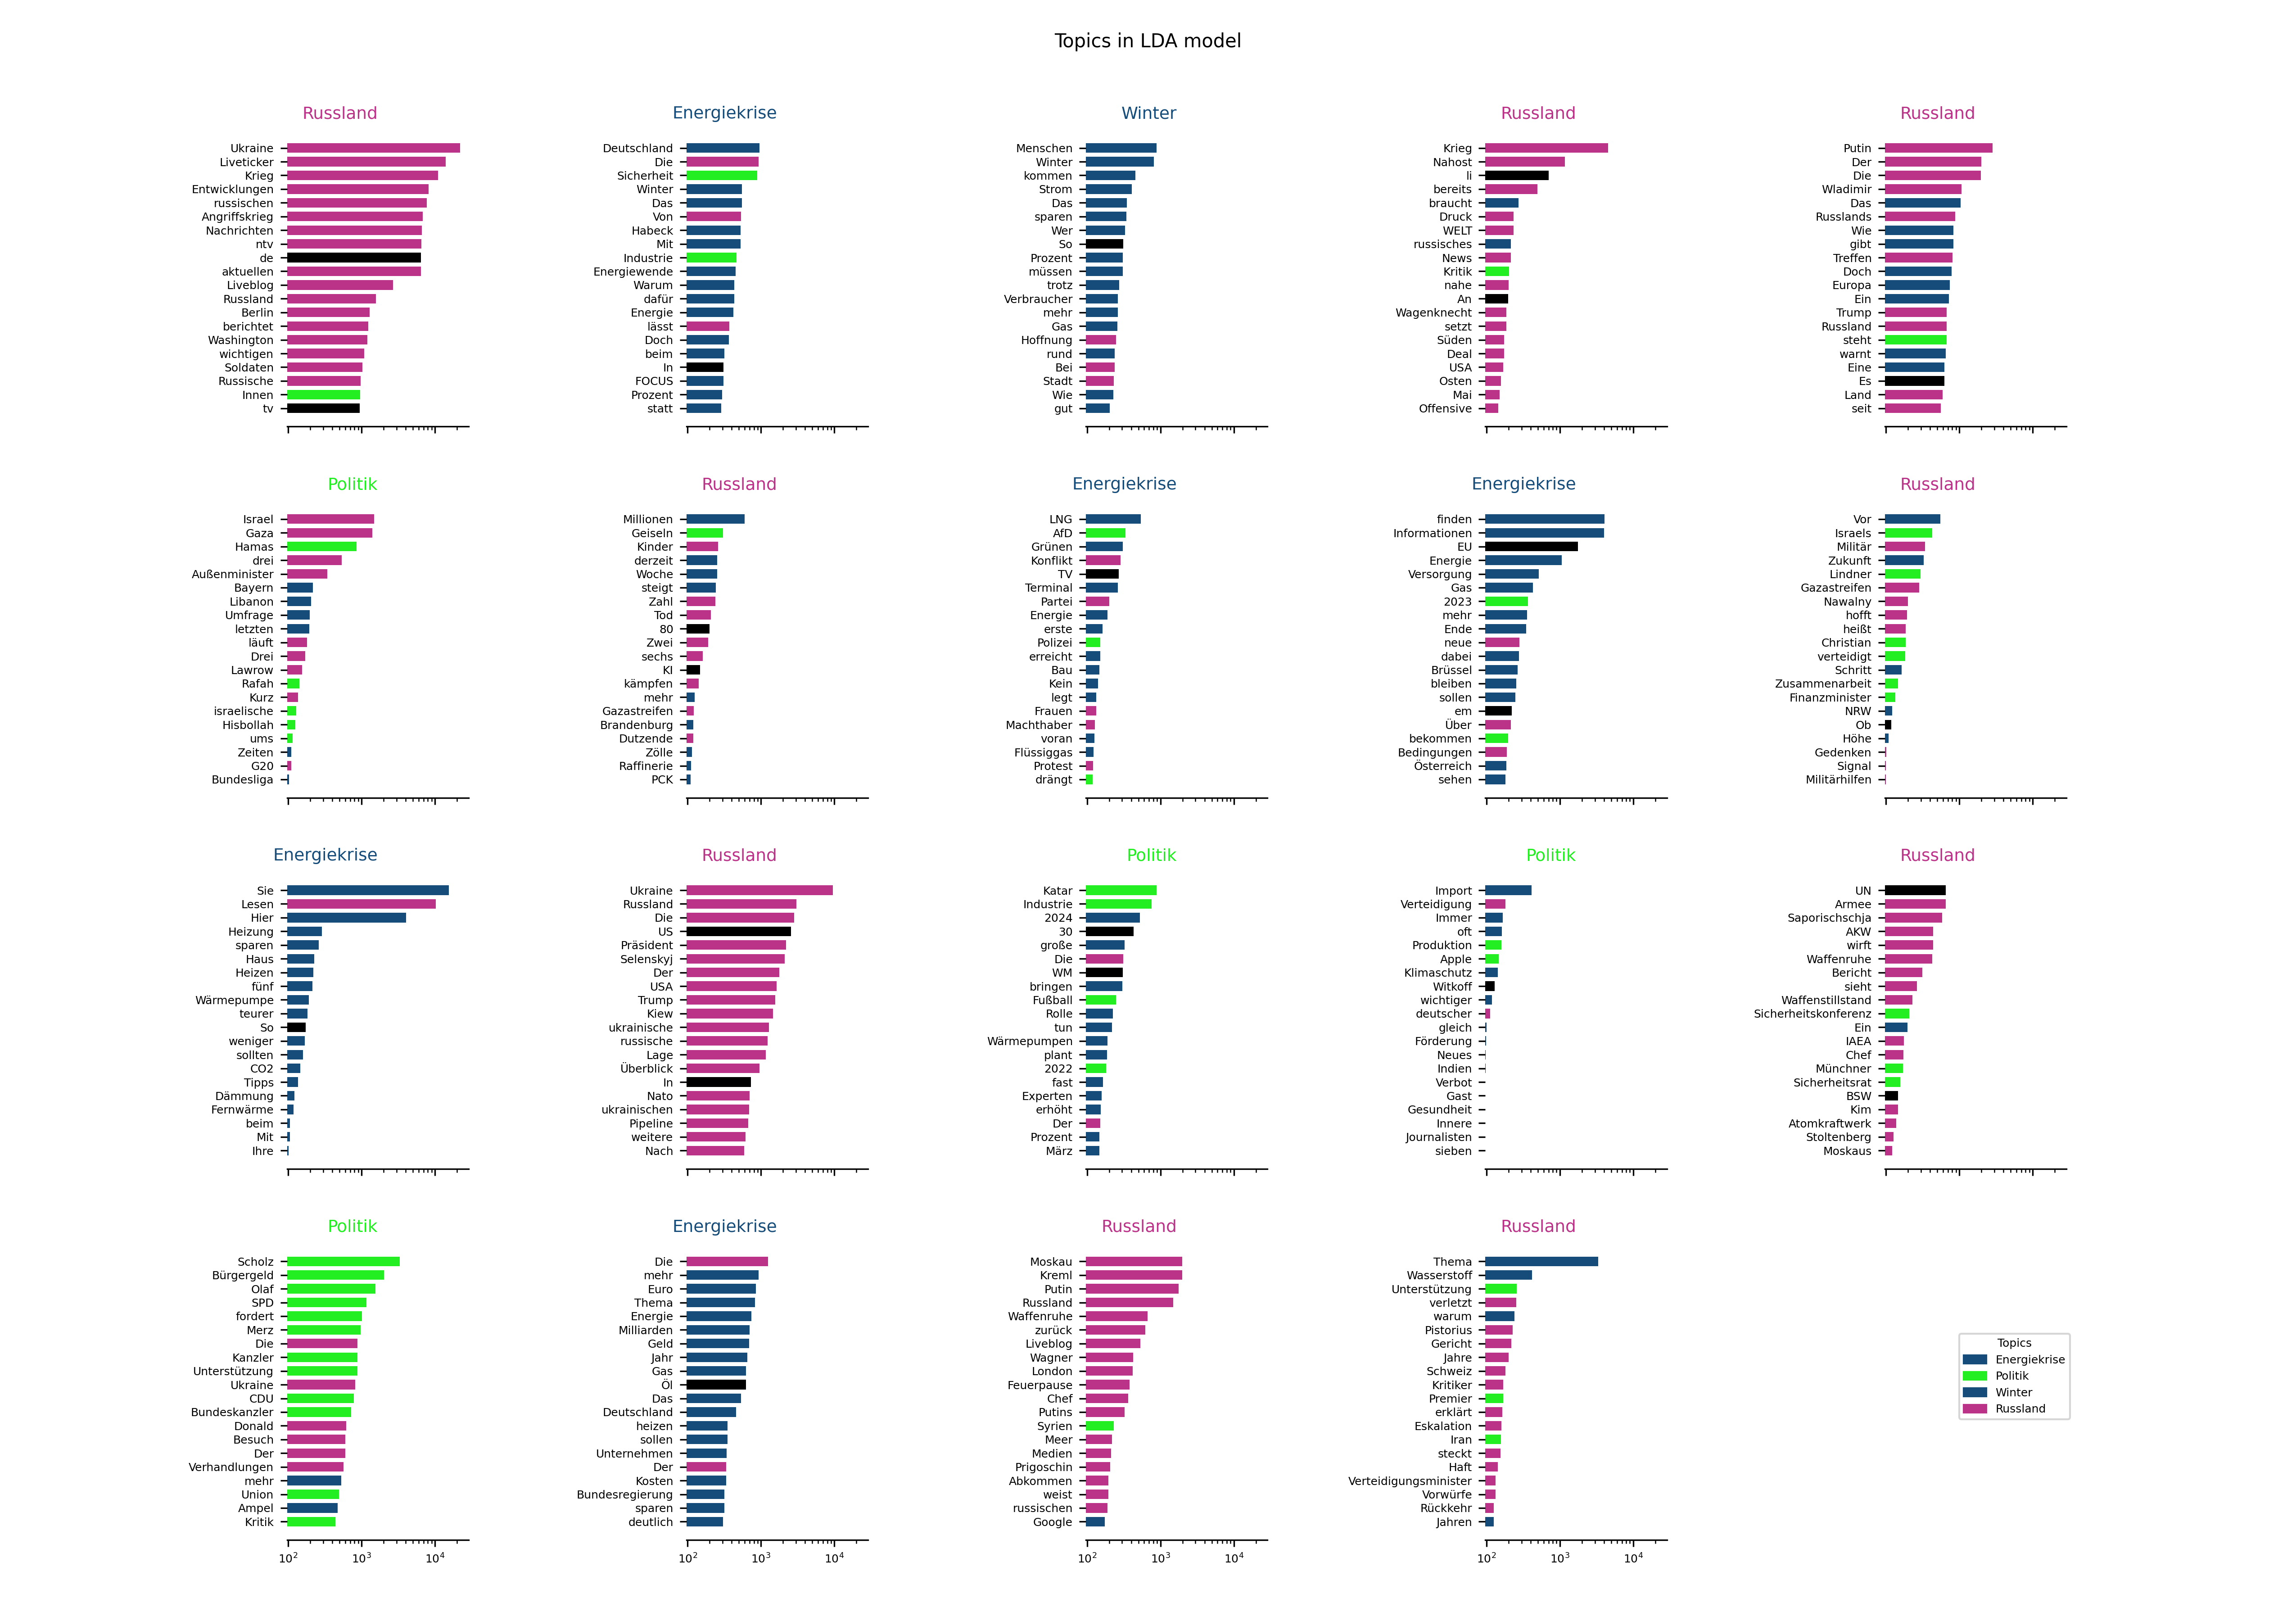 Topics in LDA model
Russland
Ukraine
Liveticker
Krieg
Entwicklungen
russischen
Angriffskrieg
Nachrichten
ntv
de
aktuellen
Liveblog
Russland
Berlin
berichtet
Washington
wichtigen
Soldaten
Russische
Innen
tv
Energiekrise
Deutschland
Die
Sicherheit
Winter
Das
Von
Habeck
Mit
Industrie
Energiewende
Warum
dafür
Energie
lässt
Doch
beim
In
FOCUS
Prozent
statt
Winter
Menschen
Winter
kommen
Strom
Das
sparen
Wer
So
Prozent
müssen
trotz
Verbraucher
mehr
Gas
Hoffnung
rund
Bei
Stadt
Wie
gut
Russland
Krieg
Nahost
li
bereits
braucht
Druck
WELT
russisches
News
Kritik
nahe
An
Wagenknecht
setzt
Süden
Deal
USA
Osten
Mai
Offensive
Russland
Putin
Der
Die
Wladimir
Das
Russlands
Wie
gibt
Treffen
Doch
Europa
Ein
Trump
Russland
steht
warnt
Eine
Es
Land
seit
Politik
Israel
Gaza
Hamas
drei
Außenminister
Bayern
Libanon
Umfrage
letzten
läuft
Drei
Lawrow
Rafah
Kurz
israelische
Hisbollah
ums
Zeiten
G20
Bundesliga
Russland
Millionen
Geiseln
Kinder
derzeit
Woche
steigt
Zahl
Tod
80
Zwei
sechs
KI
kämpfen
mehr
Gazastreifen
Brandenburg
Dutzende
Zölle
Raffinerie
PCK
Energiekrise
LNG
AfD
Grünen
Konflikt
TV
Terminal
Partei
Energie
erste
Polizei
erreicht
Bau
Kein
legt
Frauen
Machthaber
voran
Flüssiggas
Protest
drängt
Energiekrise
finden
Informationen
EU
Energie
Versorgung
Gas
2023
mehr
Ende
neue
dabei
Brüssel
bleiben
sollen
em
Über
bekommen
Bedingungen
Österreich
sehen
Russland
Vor
Israels
Militär
Zukunft
Lindner
Gazastreifen
Nawalny
hofft
heißt
Christian
verteidigt
Schritt
Zusammenarbeit
Finanzminister
NRW
Ob
Höhe
Gedenken
Signal
Militärhilfen
Energiekrise
Sie
Lesen
Hier
Heizung
sparen
Haus
Heizen
fünf
Wärmepumpe
teurer
So
weniger
sollten
CO2
Tipps
Dämmung
Fernwärme
beim
Mit
Ihre
Russland
Ukraine
Russland
Die
US
Präsident
Selenskyj
Der
USA
Trump
Kiew
ukrainische
russische
Lage
Überblick
In
Nato
ukrainischen
Pipeline
weitere
Nach
Politik
Katar
Industrie
2024
30
große
Die
WM
bringen
Fußball
Rolle
tun
Wärmepumpen
plant
2022
fast
Experten
erhöht
Der
Prozent
März
Politik
Import
Verteidigung
Immer
oft
Produktion
Apple
Klimaschutz
Witkoff
wichtiger
deutscher
gleich
Förderung
Neues
Indien
Verbot
Gast
Gesundheit
Innere
Journalisten
sieben
Russland
UN
Armee
Saporischschja
AKW
wirft
Waffenruhe
Bericht
sieht
Waffenstillstand
Sicherheitskonferenz
Ein
IAEA
Chef
Münchner
Sicherheitsrat
BSW
Kim
Atomkraftwerk
Stoltenberg
Moskaus
Politik
Scholz
Bürgergeld
Olaf
SPD
fordert
Merz
Die
Kanzler
Unterstützung
Ukraine
CDU
Bundeskanzler
Donald
Besuch
Der
Verhandlungen
mehr
Union
Ampel
Kritik
10² 10³ 10⁴
Energiekrise
Die
mehr
Euro
Thema
Energie
Milliarden
Geld
Jahr
Gas
Öl
Das
Deutschland
heizen
sollen
Unternehmen
Der
Kosten
Bundesregierung
sparen
deutlich
10² 10³ 10⁴
Russland
Moskau
Kreml
Putin
Russland
Waffenruhe
zurück
Liveblog
Wagner
London
Feuerpause
Chef
Putins
Syrien
Meer
Medien
Prigoschin
Abkommen
weist
russischen
Google
10² 10³ 10⁴
Russland
Thema
Wasserstoff
Unterstützung
verletzt
warum
Pistorius
Gericht
Jahre
Schweiz
Kritiker
Premier
erklärt
Eskalation
Iran
steckt
Haft
Verteidigungsminister
Vorwürfe
Rückkehr
Jahren
10² 10³ 10⁴
Topics
Energiekrise
Politik
Winter
Russland